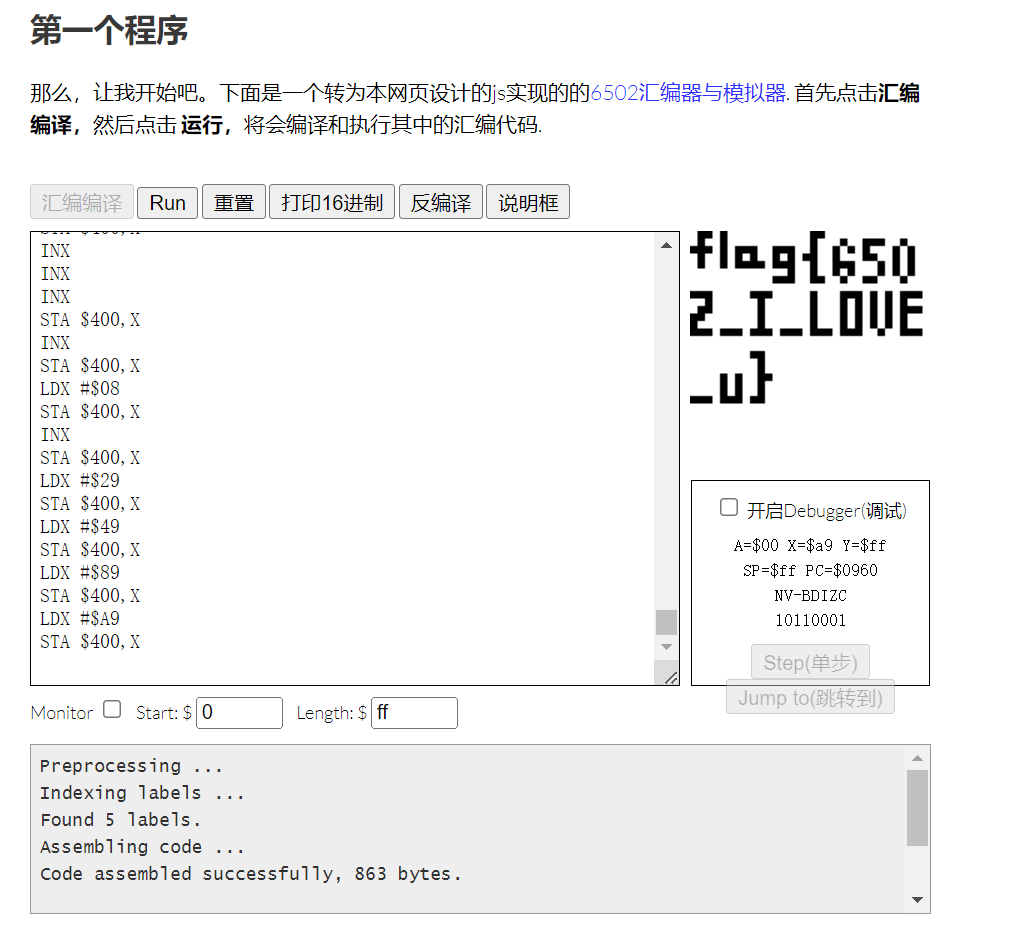 第一个程序
那么，让我开始吧。下面是一个转为本网页设计的js实现的的6502汇编器与模拟器. 首先点击汇编
编译，然后点击 运行，将会编译和执行其中的汇编代码.
汇编编译 Run 重置 打印16进制 反编译 说明框
STA $400,X
INX
INX
INX
STA $400,X
INX
STA $400,X
LDX #$08
STA $400,X
INX
STA $400,X
LDX #$29
STA $400,X
LDX #$49
STA $400,X
LDX #$89
STA $400,X
LDX #$A9
STA $400,X
flag{650
2_I_LOVE
_u}
开启Debugger(调试)
A=$00 X=$a9 Y=$ff
SP=$ff PC=$0960
NV-BDIZC
10110001
Step(单步)
Jump to(跳转到)
Monitor Start: $ 0 Length: $ ff
Preprocessing ...
Indexing labels ...
Found 5 labels.
Assembling code ...
Code assembled successfully, 863 bytes.